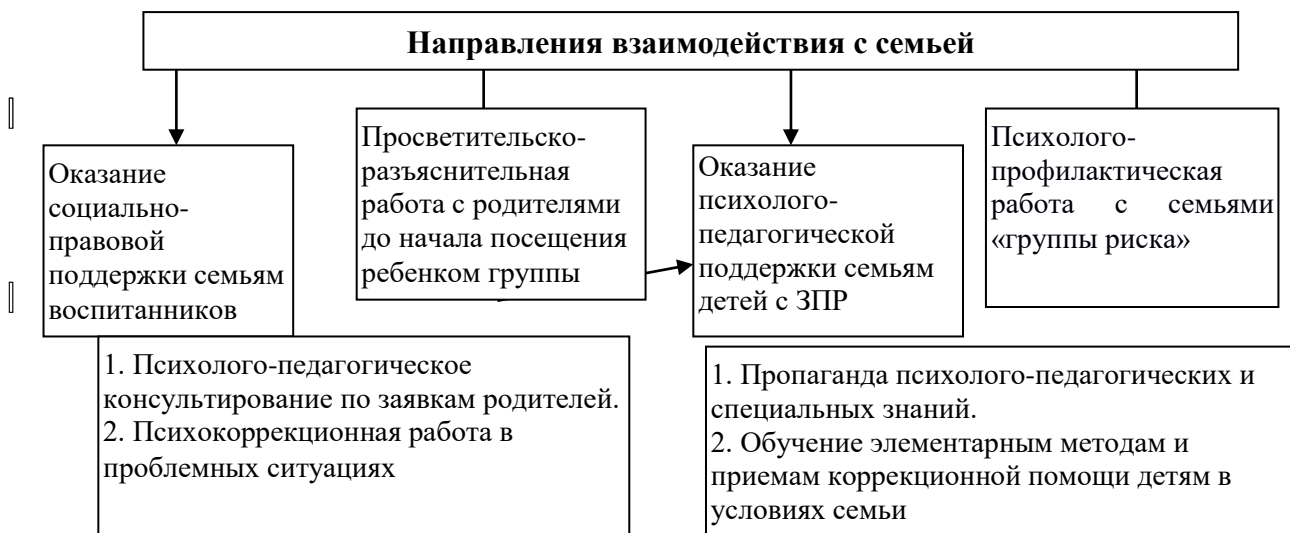 Направления взаимодействия с семьей
Оказание
социально-
правовой
поддержки семьям
воспитанников
Просветительско-
разъяснительная
работа с родителями
до начала посещения
ребенком группы
Оказание
психолого-
педагогической
поддержки семьям
детей с ЗПР
Психолого-
профилактическая
работа с семьями
«группы риска»
1. Психолого-педагогическое
консультирование по заявкам родителей.
2. Психокоррекционная работа в
проблемных ситуациях
1. Пропаганда психолого-педагогических и
специальных знаний.
2. Обучение элементарным методам и
приемам коррекционной помощи детям в
условиях семьи